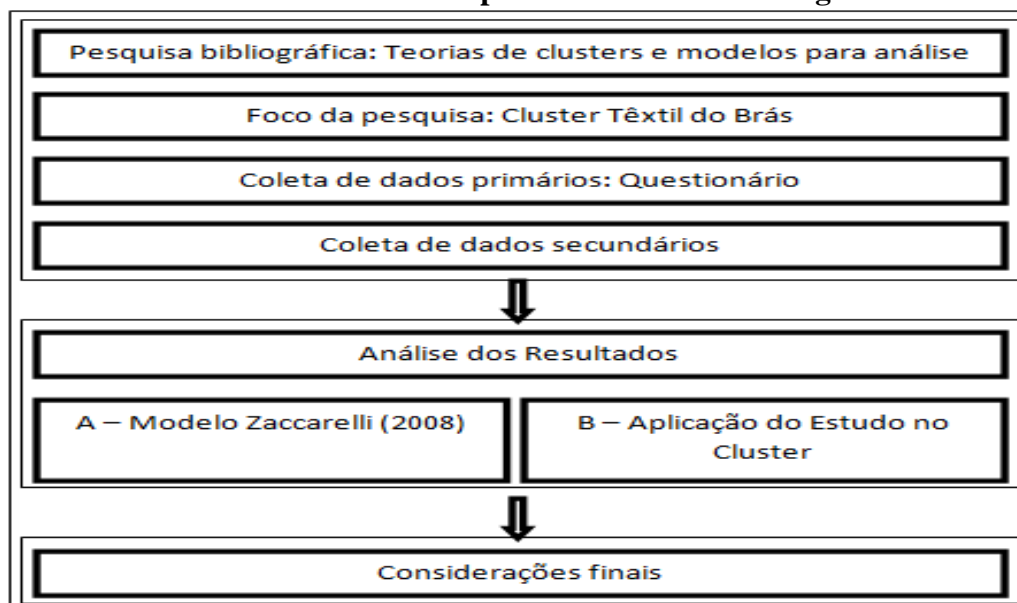 Pesquisa bibliográfica: Teorias de clusters e modelos para análise
Foco da pesquisa: Cluster Têxtil do Brás
Coleta de dados primários: Questionário
Coleta de dados secundários
Análise dos Resultados
A – Modelo Zaccarelli (2008)
B – Aplicação do Estudo no
Cluster
Considerações finais